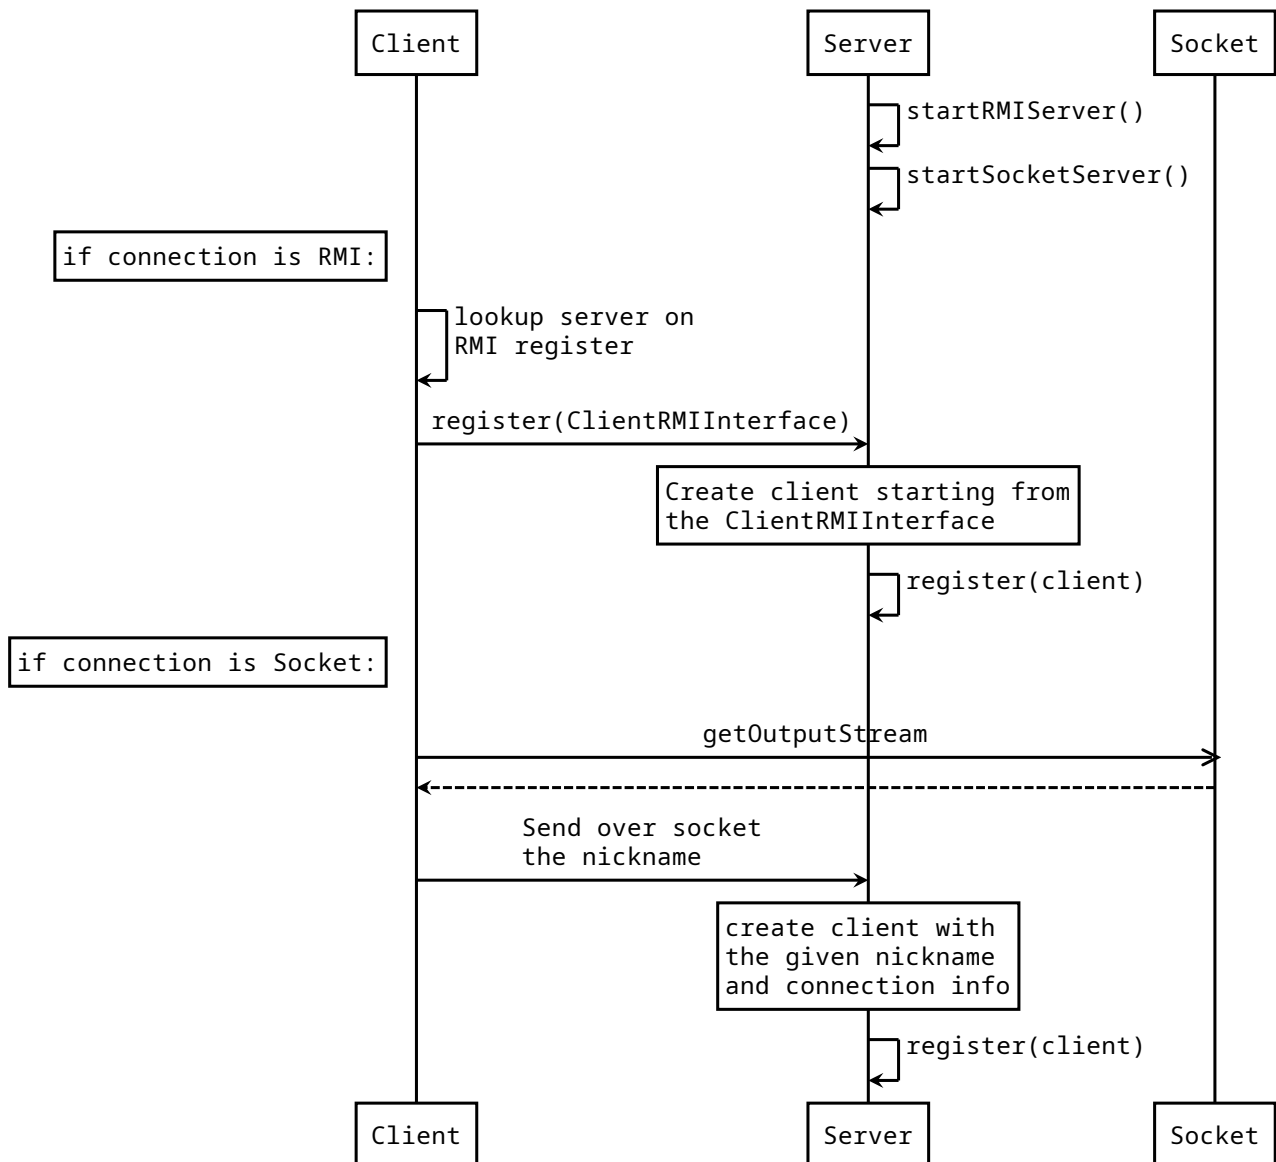 Client
Server
Socket
startRMIServer()
startSocketServer()
if connection is RMI:
lookup server on
RMI register
register(ClientRMIInterface)
Create client starting from
the ClientRMIInterface
register(client)
if connection is Socket:
getOutputStream
Send over socket
the nickname
create client with
the given nickname
and connection info
register(client)
Client
Server
Socket